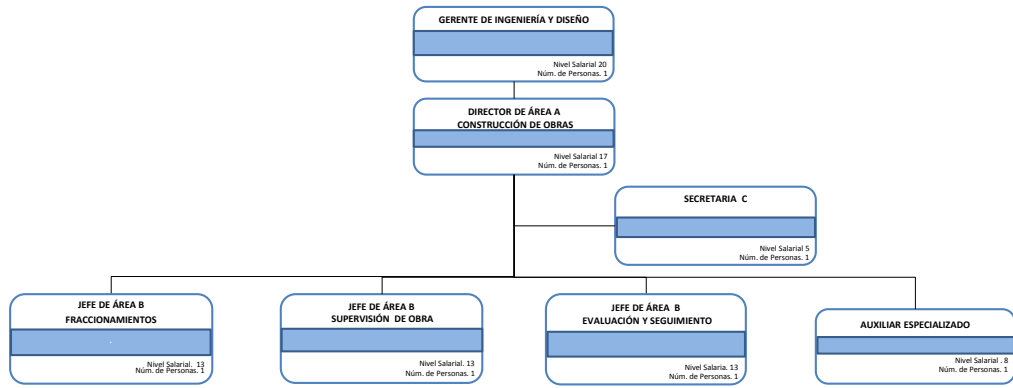 GERENTE DE INGENIERÍA Y DISEÑO
Nivel Salarial 20
Núm. de Personas. 1
DIRECTOR DE ÁREA A
CONSTRUCCIÓN DE OBRAS
Nivel Salarial 17
Núm. de Personas. 1
SECRETARIA C
Nivel Salarial 5
Núm. de Personas. 1
JEFE DE ÁREA B
FRACCIONAMIENTOS
Nivel Salarial. 13
Núm. de Personas. 1
JEFE DE ÁREA B
SUPERVISIÓN DE OBRA
Nivel Salarial. 13
Núm. de Personas. 1
JEFE DE ÁREA B
EVALUACIÓN Y SEGUIMIENTO
Nivel Salaria. 13
Núm. de Personas. 1
AUXILIAR ESPECIALIZADO
Nivel Salarial . 8
Núm. de Personas. 1